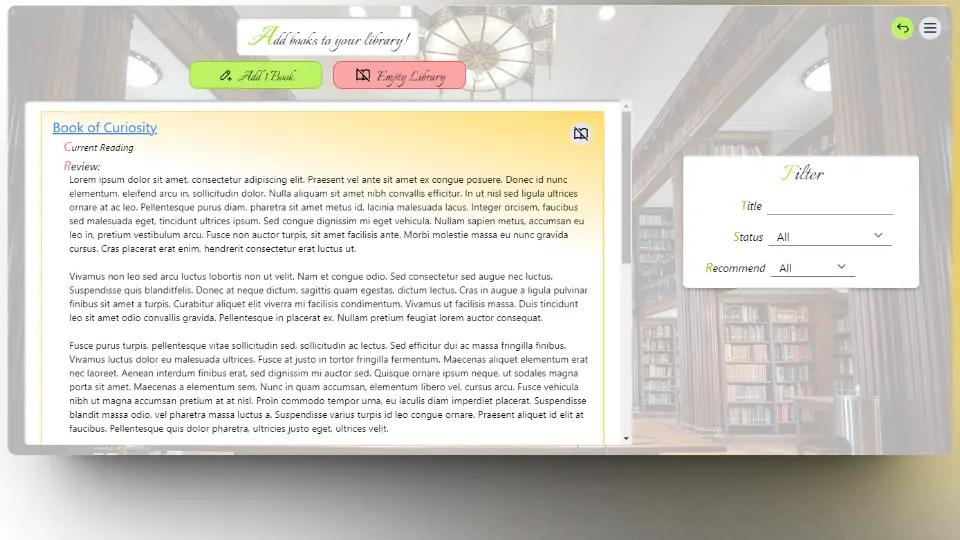 Add books to your library!
Add 1 Book
Empty Library
Book of Curiosity
Current Reading
Review:
Lorem ipsum dolor sit amet, consectetur adipiscing elit. Praesent vel ante sit amet ex congue posuere. Donec id nunc
elementum, eleifend arcu in, sollicitudin dolor. Nulla aliquam sit amet nibh convallis efficitur. In ut nisl sed ligula ultrices
ornare at ac leo. Pellentesque purus diam, pharetra sit amet metus id, lacinia malesuada lacus. Integer orcisem, faucibus
sed malesuada eget, tincidunt ultrices ipsum. Sed congue dignissim mi eget vehicula. Nullam sapien metus, accumsan eu
leo in, pretium vestibulum arcu. Fusce non auctor turpis, sit amet facilisis ante. Morbi molestie massa eu nunc gravida
cursus. Cras placerat erat enim, hendrerit consectetur erat luctus ut.
Vivamus non leo sed arcu luctus lobortis non ut velit. Nam et congue odio. Sed consectetur sed augue nec luctus.
Suspendisse quis blanditfelis. Donec at neque dictum, sagittis quam egestas, dictum lectus. Cras in augue a ligula pulvinar
finibus sit amet a turpis. Curabitur aliquet elit viverra mi facilisis condimentum. Vivamus ut facilisis massa. Duis tincidunt
leo sit amet odio convallis gravida. Pellentesque in placerat ex. Nullam pretium feugiat lorem auctor consequat.
Fusce purus turpis, pellentesque vitae sollicitudin sed, sollicitudin ac lectus. Sed efficitur dui ac massa fringilla finibus.
Vivamus luctus dolor eu malesuada ultrices. Fusce at justo in tortor fringilla fermentum. Maecenas aliquet elementum erat
nec laoreet. Aenean interdum finibus erat, sed dignissim mi auctor sed. Quisque ornare ipsum neque, ut sodales magna
porta sit amet. Maecenas a elementum sem. Nunc in quam accumsan, elementum libero vel, cursus arcu. Fusce vehicula
nibh ut magna accumsan pretium at at nisl. Proin commodo tempor urna, eu iaculis diam imperdiet placerat. Suspendisse
blandit massa odio, vel pharetra massa luctus a. Suspendisse varius turpis id leo congue ornare. Praesent aliquet id elit at
faucibus. Pellentesque quis dolor pharetra, ultricies justo eget, ultrices velit.
Filter
Title
Status All
Recommend All